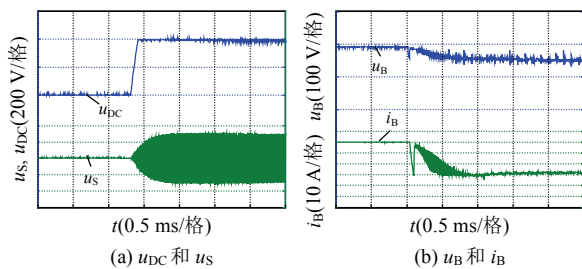 u_S, u_DC(200 V/格)
u_DC
u_S
t(0.5 ms/格)
(a) u_DC 和 u_S
u_B(100 V/格)
i_B(10 A/格)
u_B
i_B
t(0.5 ms/格)
(b) u_B 和 i_B